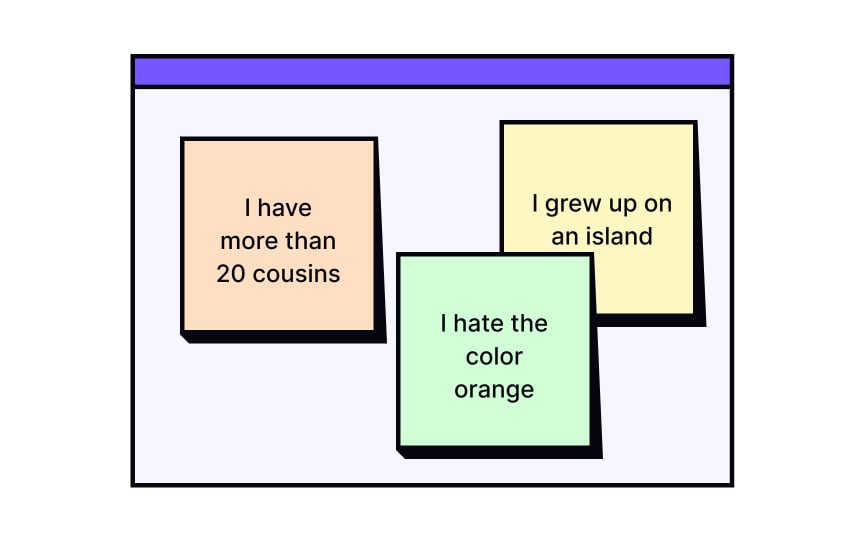 I have
more than
20 cousins
I grew up on
an island
I hate the
color
orange